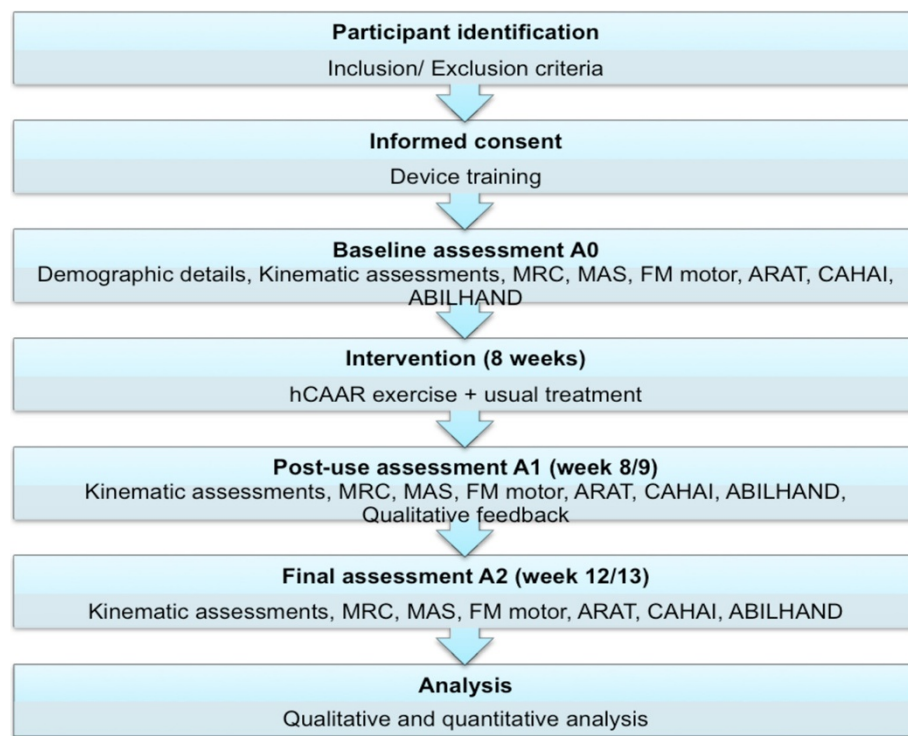 Participant identification
Inclusion/ Exclusion criteria
Informed consent
Device training
Baseline assessment A0
Demographic details, Kinematic assessments, MRC, MAS, FM motor, ARAT, CAHAI,
ABILHAND
Intervention (8 weeks)
hCAAR exercise + usual treatment
Post-use assessment A1 (week 8/9)
Kinematic assessments, MRC, MAS, FM motor, ARAT, CAHAI, ABILHAND,
Qualitative feedback
Final assessment A2 (week 12/13)
Kinematic assessments, MRC, MAS, FM motor, ARAT, CAHAI, ABILHAND
Analysis
Qualitative and quantitative analysis